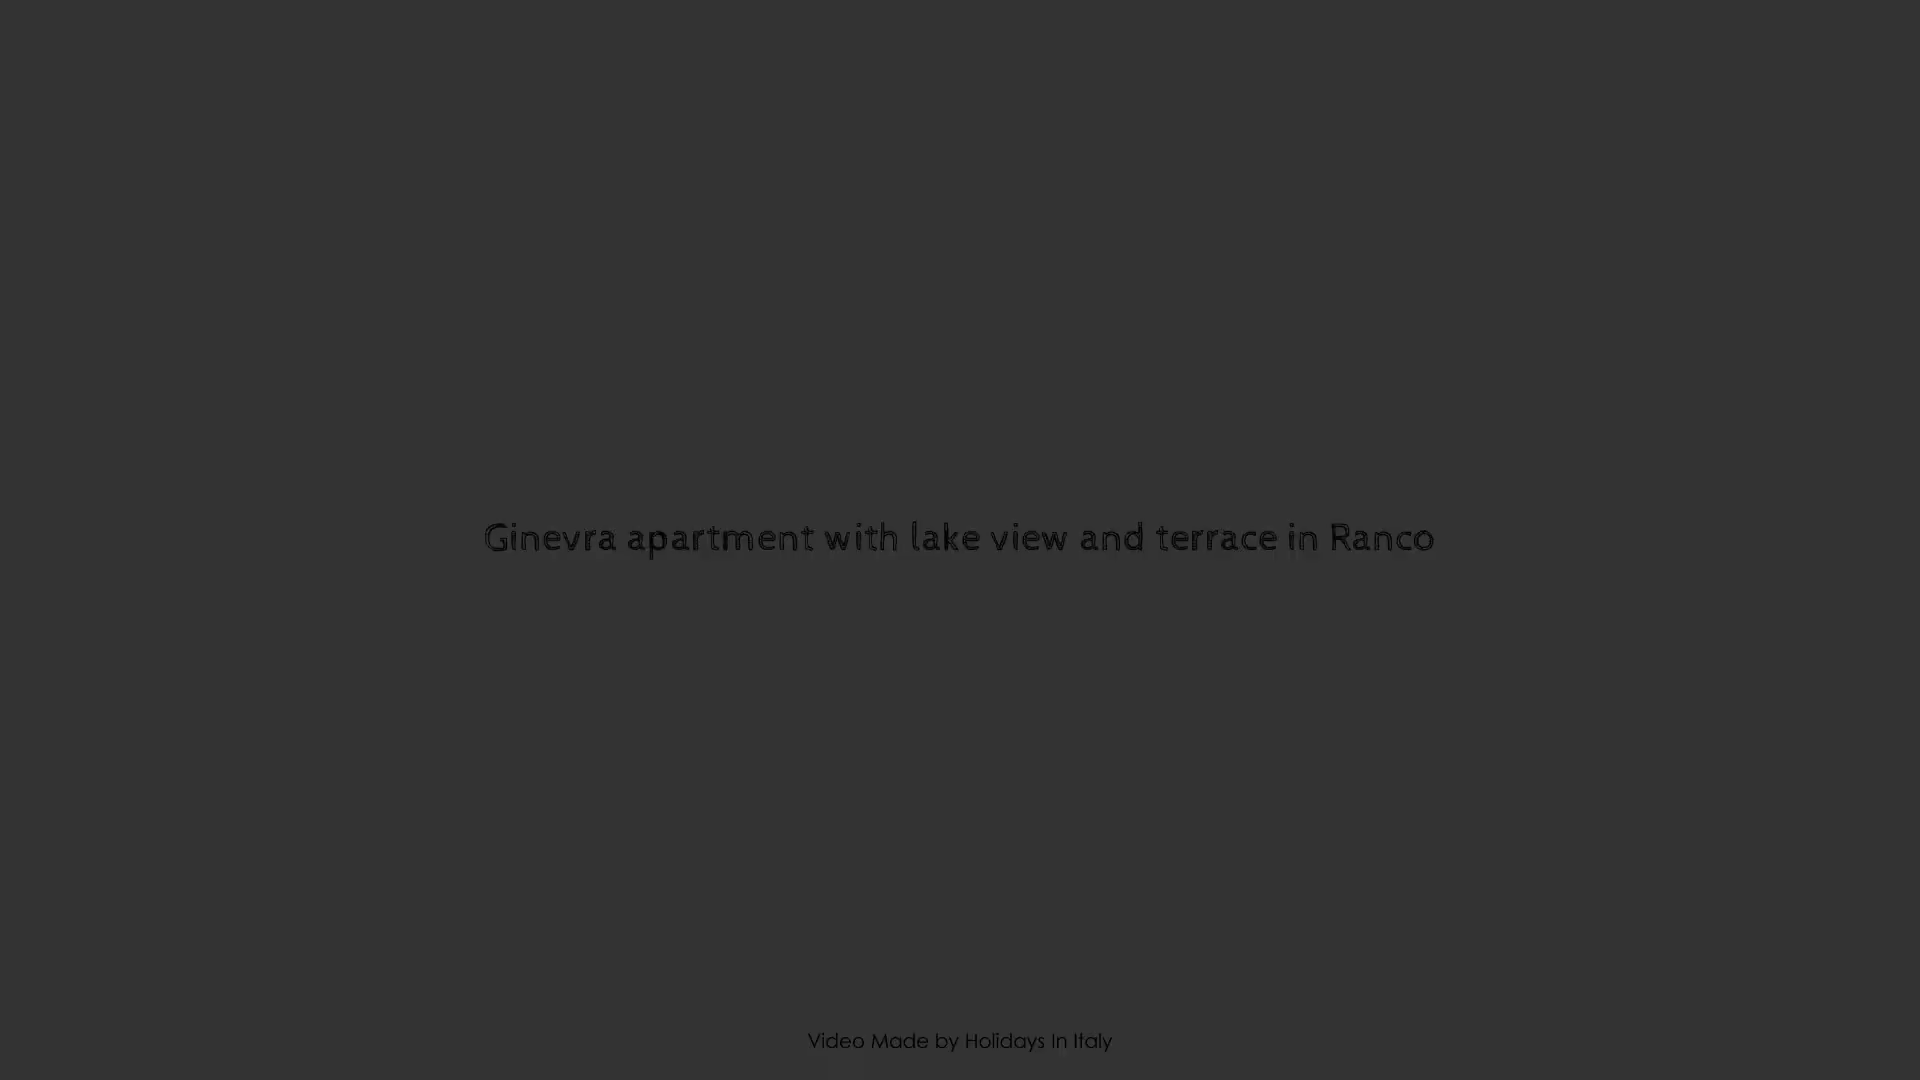 Ginevra apartment with lake view and terrace in Ranco
Video Made by Holidays In Italy